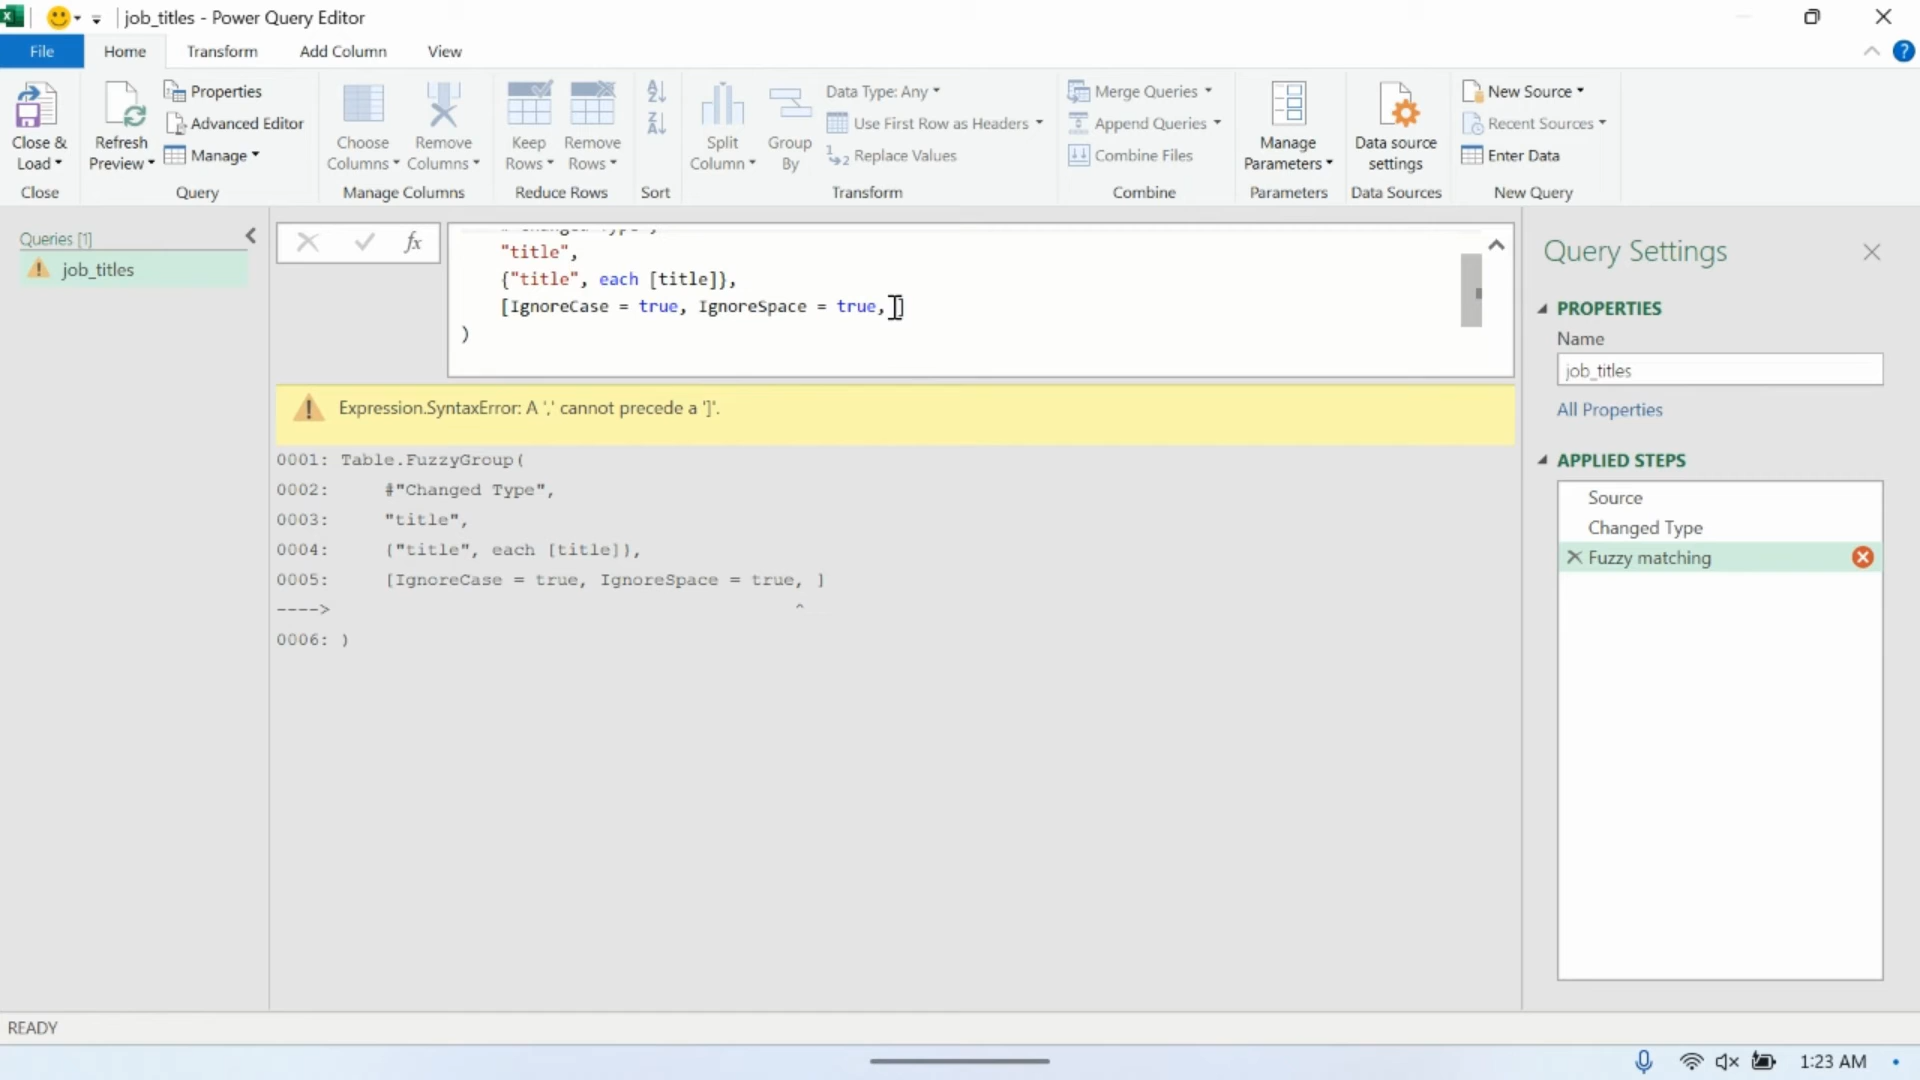 job_titles - Power Query Editor
File Home Transform Add Column View
Close & Load
Close
Refresh Preview
Properties
Advanced Editor
Manage
Query
Choose Columns
Remove Columns
Manage Columns
Keep Rows
Remove Rows
Reduce Rows
Sort
Split Column
Group By
Data Type: Any
Use First Row as Headers
Replace Values
Transform
Merge Queries
Append Queries
Combine Files
Combine
Manage Parameters
Parameters
Data source settings
Data Sources
New Source
Recent Sources
Enter Data
New Query
Queries [1]
job_titles
fx
#"Changed Type",
"title",
{"title", each [title]},
[IgnoreCase = true, IgnoreSpace = true, ]
)
Expression.SyntaxError: A ',' cannot precede a ']'.
0001: Table.FuzzyGroup(
0002: #"Changed Type",
0003: "title",
0004: {"title", each [title]},
0005: [IgnoreCase = true, IgnoreSpace = true, ]
----> ^
0006: )
Query Settings
PROPERTIES
Name
job_titles
All Properties
APPLIED STEPS
Source
Changed Type
Fuzzy matching
READY
1:23 AM